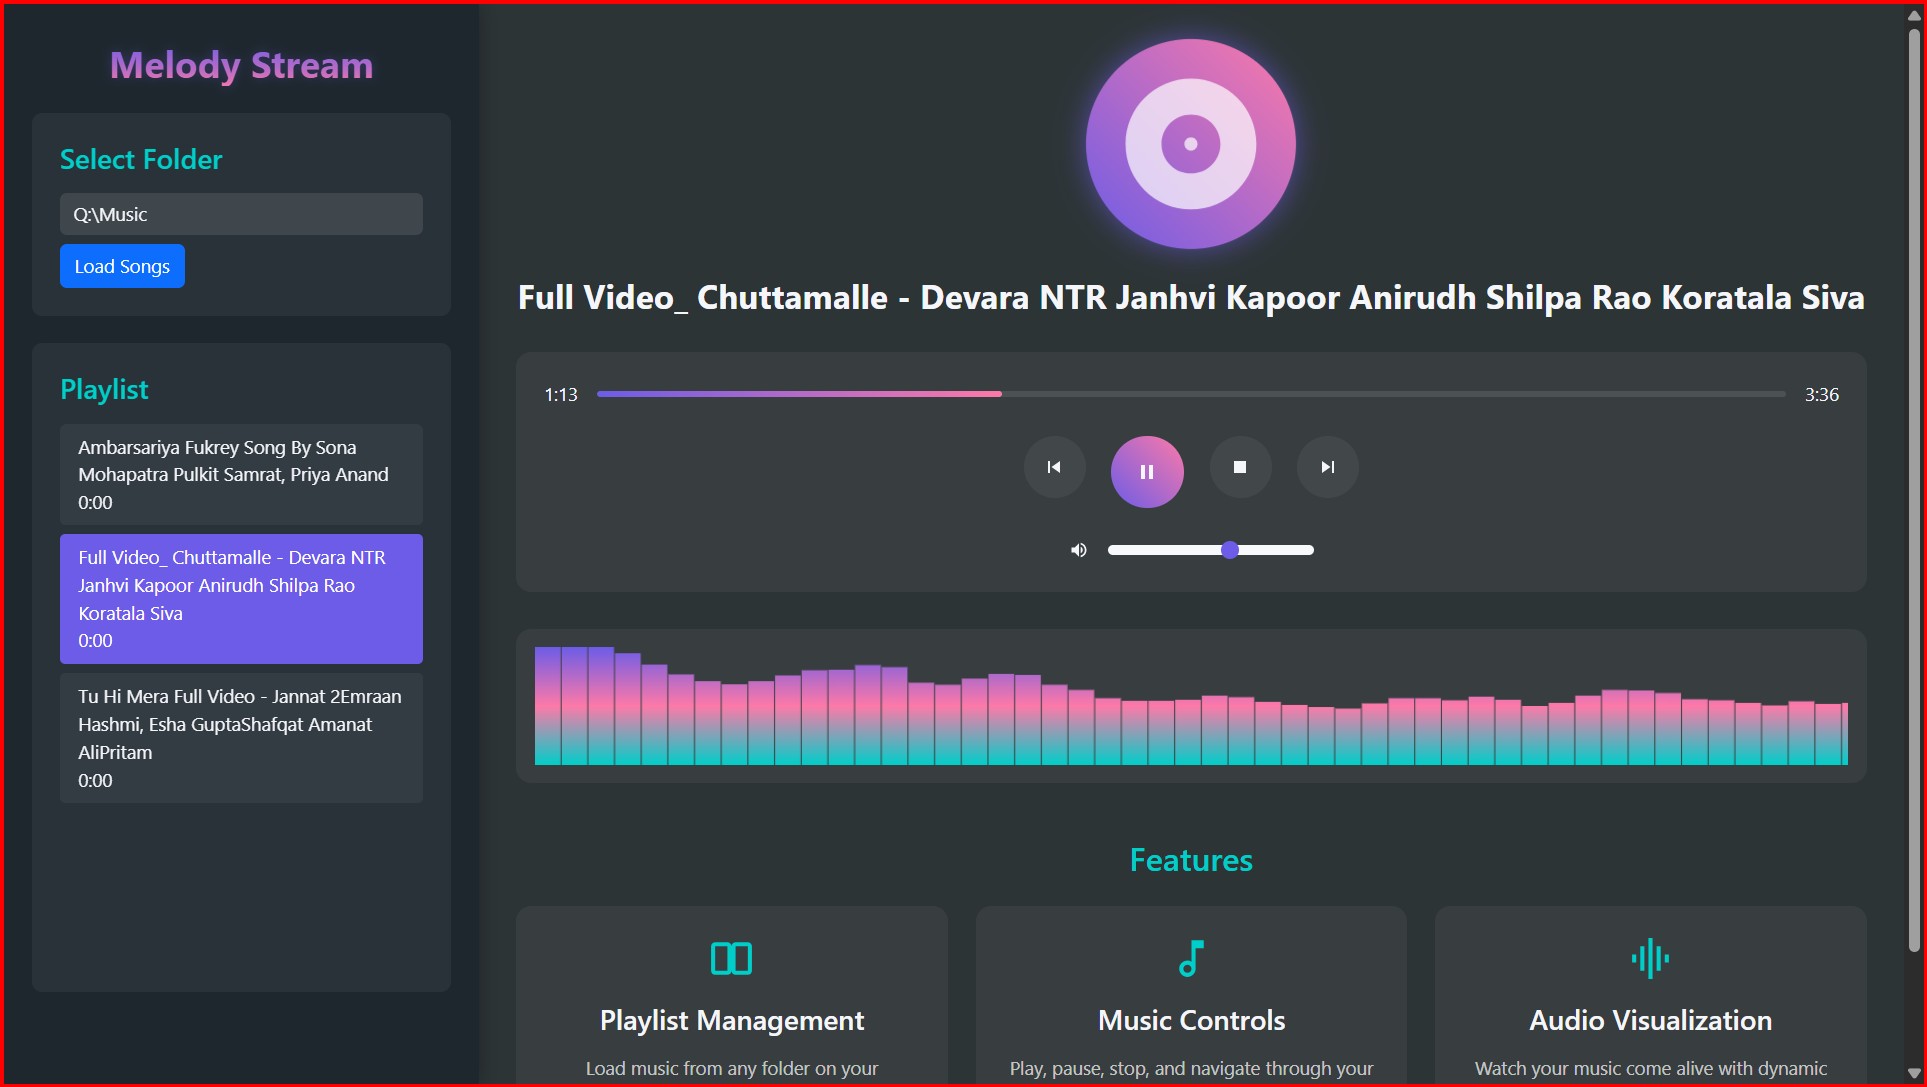 Melody Stream
Select Folder
Q:\Music
Load Songs
Playlist
Ambarsariya Fukrey Song By Sona
Mohapatra Pulkit Samrat, Priya Anand
0:00
Full Video_ Chuttamalle - Devara NTR
Janhvi Kapoor Anirudh Shilpa Rao
Koratala Siva
0:00
Tu Hi Mera Full Video - Jannat 2Emraan
Hashmi, Esha GuptaShafqat Amanat
AliPritam
0:00
Full Video_ Chuttamalle - Devara NTR Janhvi Kapoor Anirudh Shilpa Rao Koratala Siva
1:13
3:36
Features
Playlist Management
Load music from any folder on your
Music Controls
Play, pause, stop, and navigate through your
Audio Visualization
Watch your music come alive with dynamic